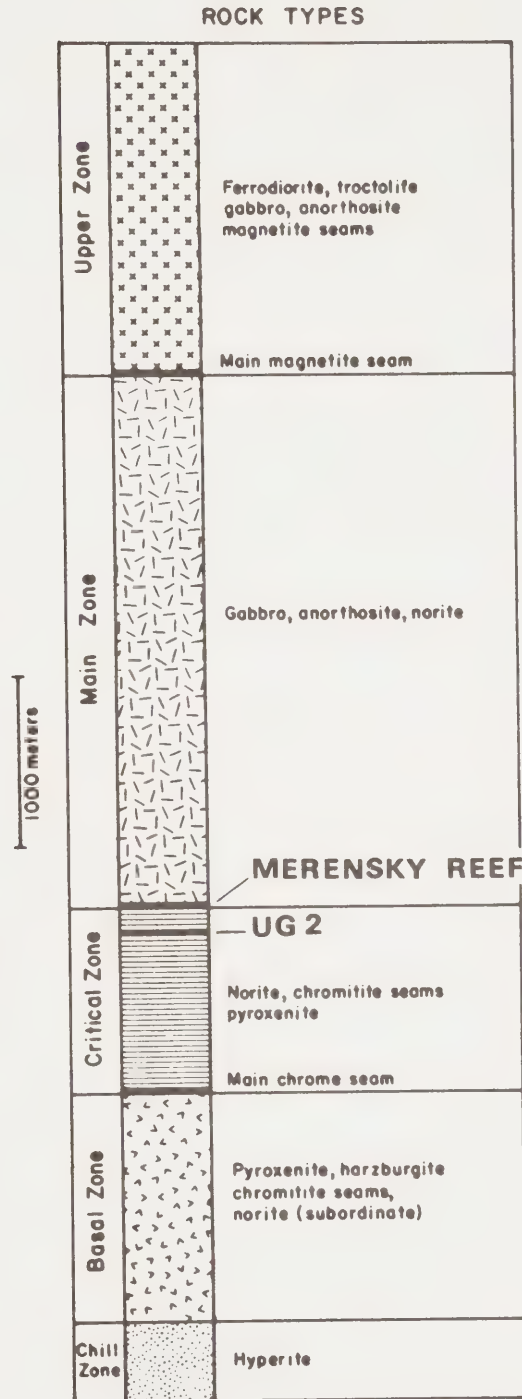 ROCK TYPES
Upper Zone
Ferrodiorite, troctolife
gabbro, anorthosite
magnetite seams
Main magnetite seam
Main Zone
Gabbro, anorthosite, norite
1000 meters
MERENSKY REEF
UG 2
Critical Zone
Norite, chromitite seams
pyroxenite
Main chrome seam
Basal Zone
Pyroxenite, harzburgite
chromitite seams,
norite (subordinate)
Chill
Zone
Hyperite